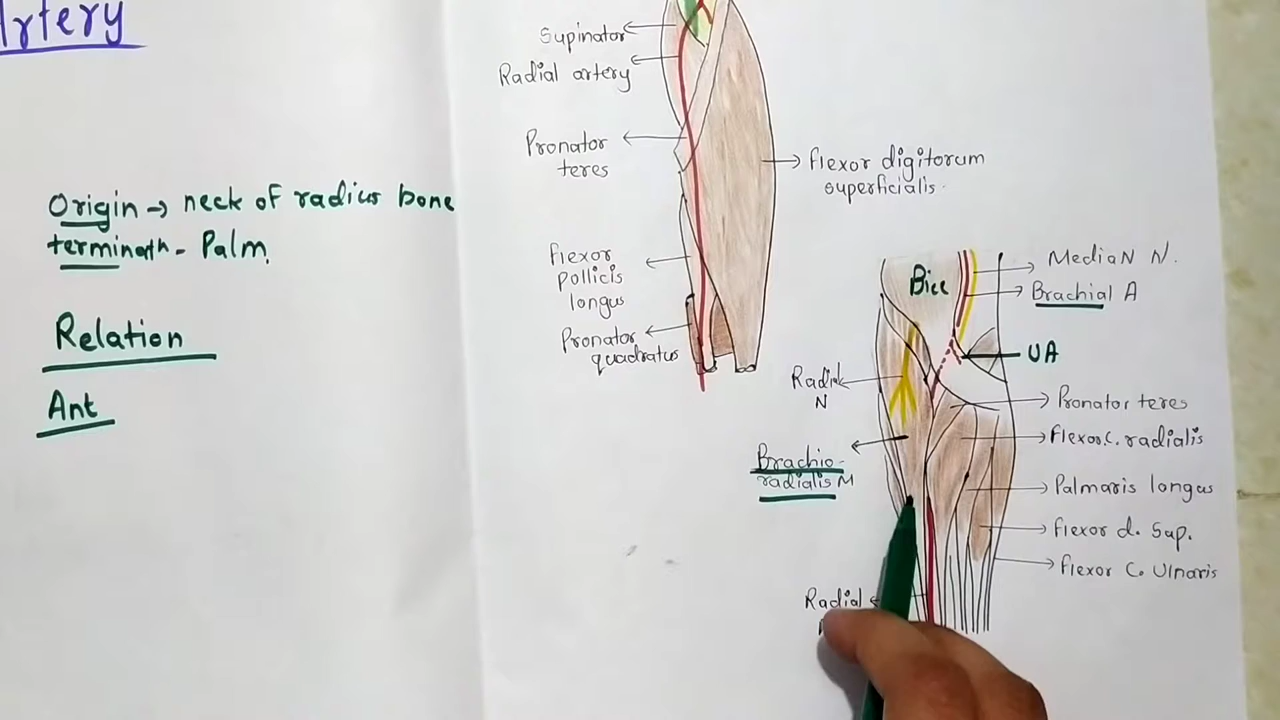 Artery
Origin → neck of radius bone
terminath - Palm.
Relation
Ant
Supinator
Radial artery
Pronator
teres
flexor
pollicis
longus
Pronator
quadratus
flexor digitorum
superficialis.
Bice
Median N.
Brachial A
UA
Radial
N
Brachio-
radialis M
Pronator teres
flexor.C. radialis
Palmaris longus
flexor d. Sup.
flexor C. Ulnaris
Radial